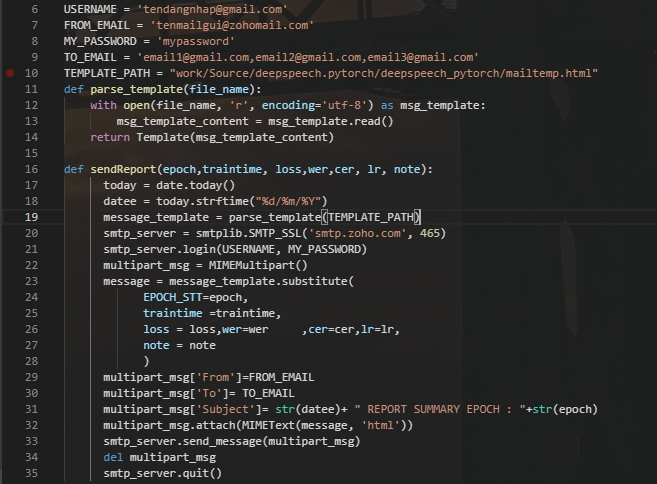 6 USERNAME = 'tendangnhap@gmail.com'
7 FROM_EMAIL = 'tenmailgui@zohomail.com'
8 MY_PASSWORD = 'mypassword'
9 TO_EMAIL = 'email1@gmail.com,email2@gmail.com,email3@gmail.com'
10 TEMPLATE_PATH = "work/Source/deepspeech.pytorch/deepspeech_pytorch/mailtemp.html"
11 def parse_template(file_name):
12     with open(file_name, 'r', encoding='utf-8') as msg_template:
13         msg_template_content = msg_template.read()
14     return Template(msg_template_content)
15
16 def sendReport(epoch,traintime, loss,wer,cer, lr, note):
17       today = date.today()
18       datee = today.strftime("%d/%m/%Y")
19       message_template = parse_template(TEMPLATE_PATH)
20       smtp_server = smtplib.SMTP_SSL('smtp.zoho.com', 465)
21       smtp_server.login(USERNAME, MY_PASSWORD)
22       multipart_msg = MIMEMultipart()
23       message = message_template.substitute(
24             EPOCH_STT=epoch,
25             traintime =traintime,
26             loss = loss,wer=wer     ,cer=cer,lr=lr,
27             note = note
28             )
29       multipart_msg['From']=FROM_EMAIL
30       multipart_msg['To']= TO_EMAIL
31       multipart_msg['Subject']= str(datee)+ " REPORT SUMMARY EPOCH : "+str(epoch)
32       multipart_msg.attach(MIMEText(message, 'html'))
33       smtp_server.send_message(multipart_msg)
34       del multipart_msg
35       smtp_server.quit()